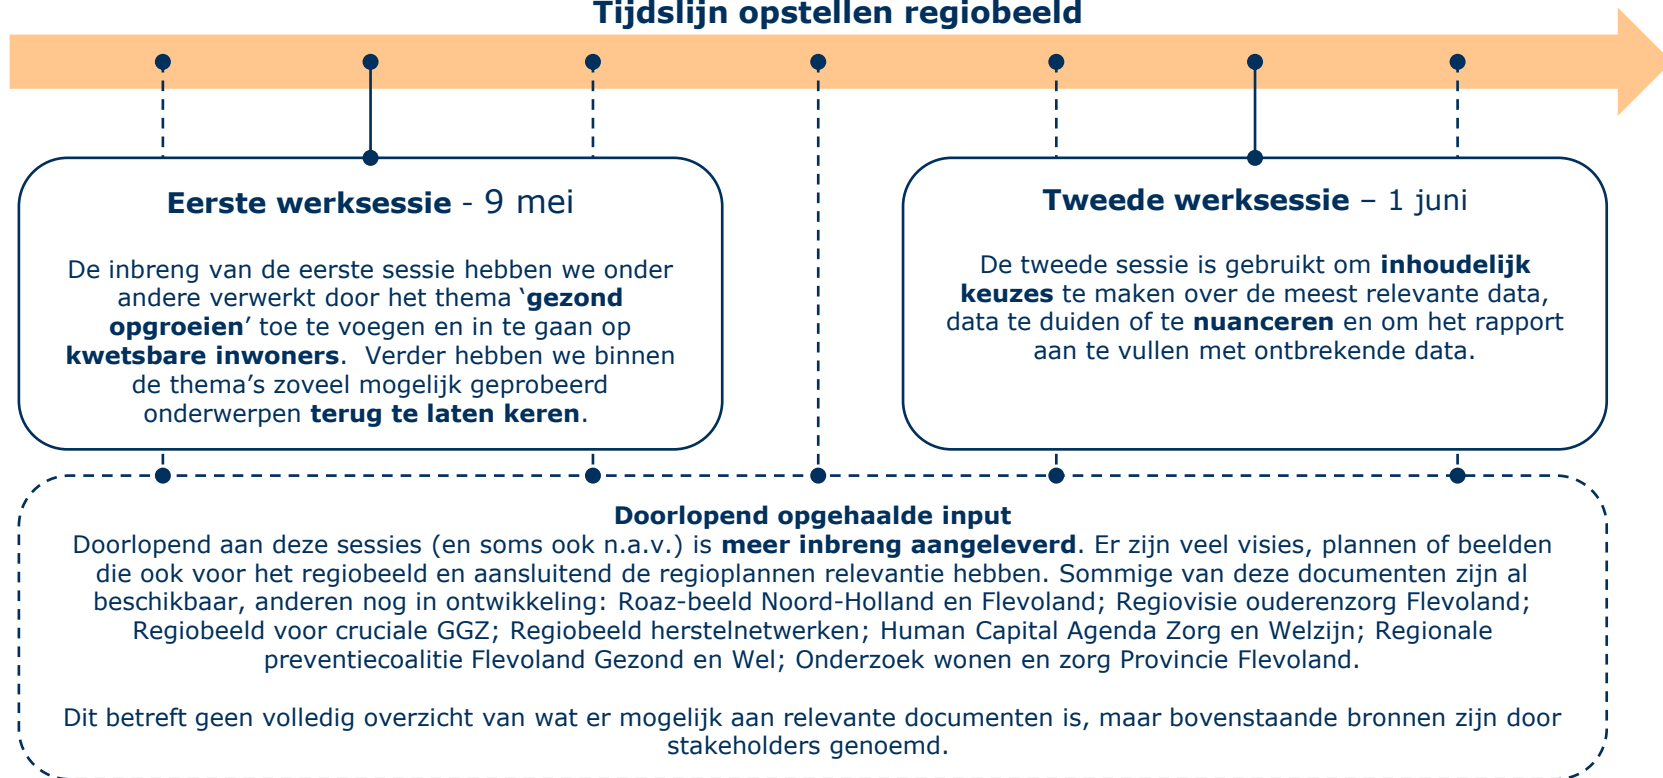 Tijdslijn opstellen regiobeeld
Eerste werksessie - 9 mei
De inbreng van de eerste sessie hebben we onder
andere verwerkt door het thema ‘gezond
opgroeien’ toe te voegen en in te gaan op
kwetsbare inwoners.  Verder hebben we binnen
de thema’s zoveel mogelijk geprobeerd
onderwerpen terug te laten keren.
Tweede werksessie – 1 juni
De tweede sessie is gebruikt om inhoudelijk
keuzes te maken over de meest relevante data,
data te duiden of te nuanceren en om het rapport
aan te vullen met ontbrekende data.
Doorlopend opgehaalde input
Doorlopend aan deze sessies (en soms ook n.a.v.) is meer inbreng aangeleverd. Er zijn veel visies, plannen of beelden
die ook voor het regiobeeld en aansluitend de regioplannen relevantie hebben. Sommige van deze documenten zijn al
beschikbaar, anderen nog in ontwikkeling: Roaz-beeld Noord-Holland en Flevoland; Regiovisie ouderenzorg Flevoland;
Regiobeeld voor cruciale GGZ; Regiobeeld herstelnetwerken; Human Capital Agenda Zorg en Welzijn; Regionale
preventiecoalitie Flevoland Gezond en Wel; Onderzoek wonen en zorg Provincie Flevoland.
Dit betreft geen volledig overzicht van wat er mogelijk aan relevante documenten is, maar bovenstaande bronnen zijn door
stakeholders genoemd.